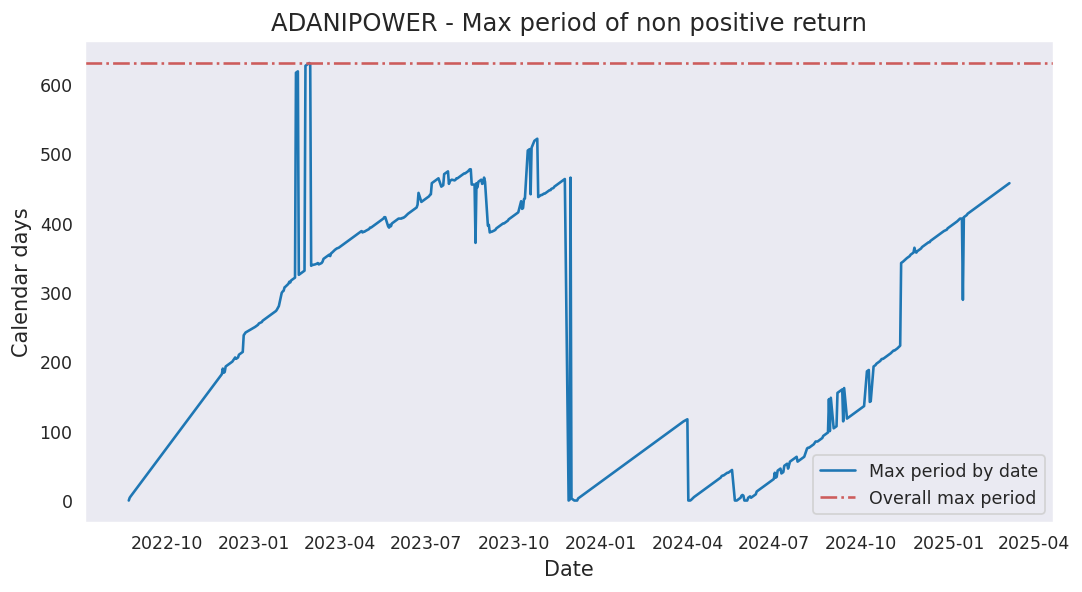 ADANIPOWER - Max period of non positive return
Calendar days
600
500
400
300
200
100
0
2022-10 2023-01 2023-04 2023-07 2023-10 2024-01 2024-04 2024-07 2024-10 2025-01 2025-04
Date
Max period by date
Overall max period